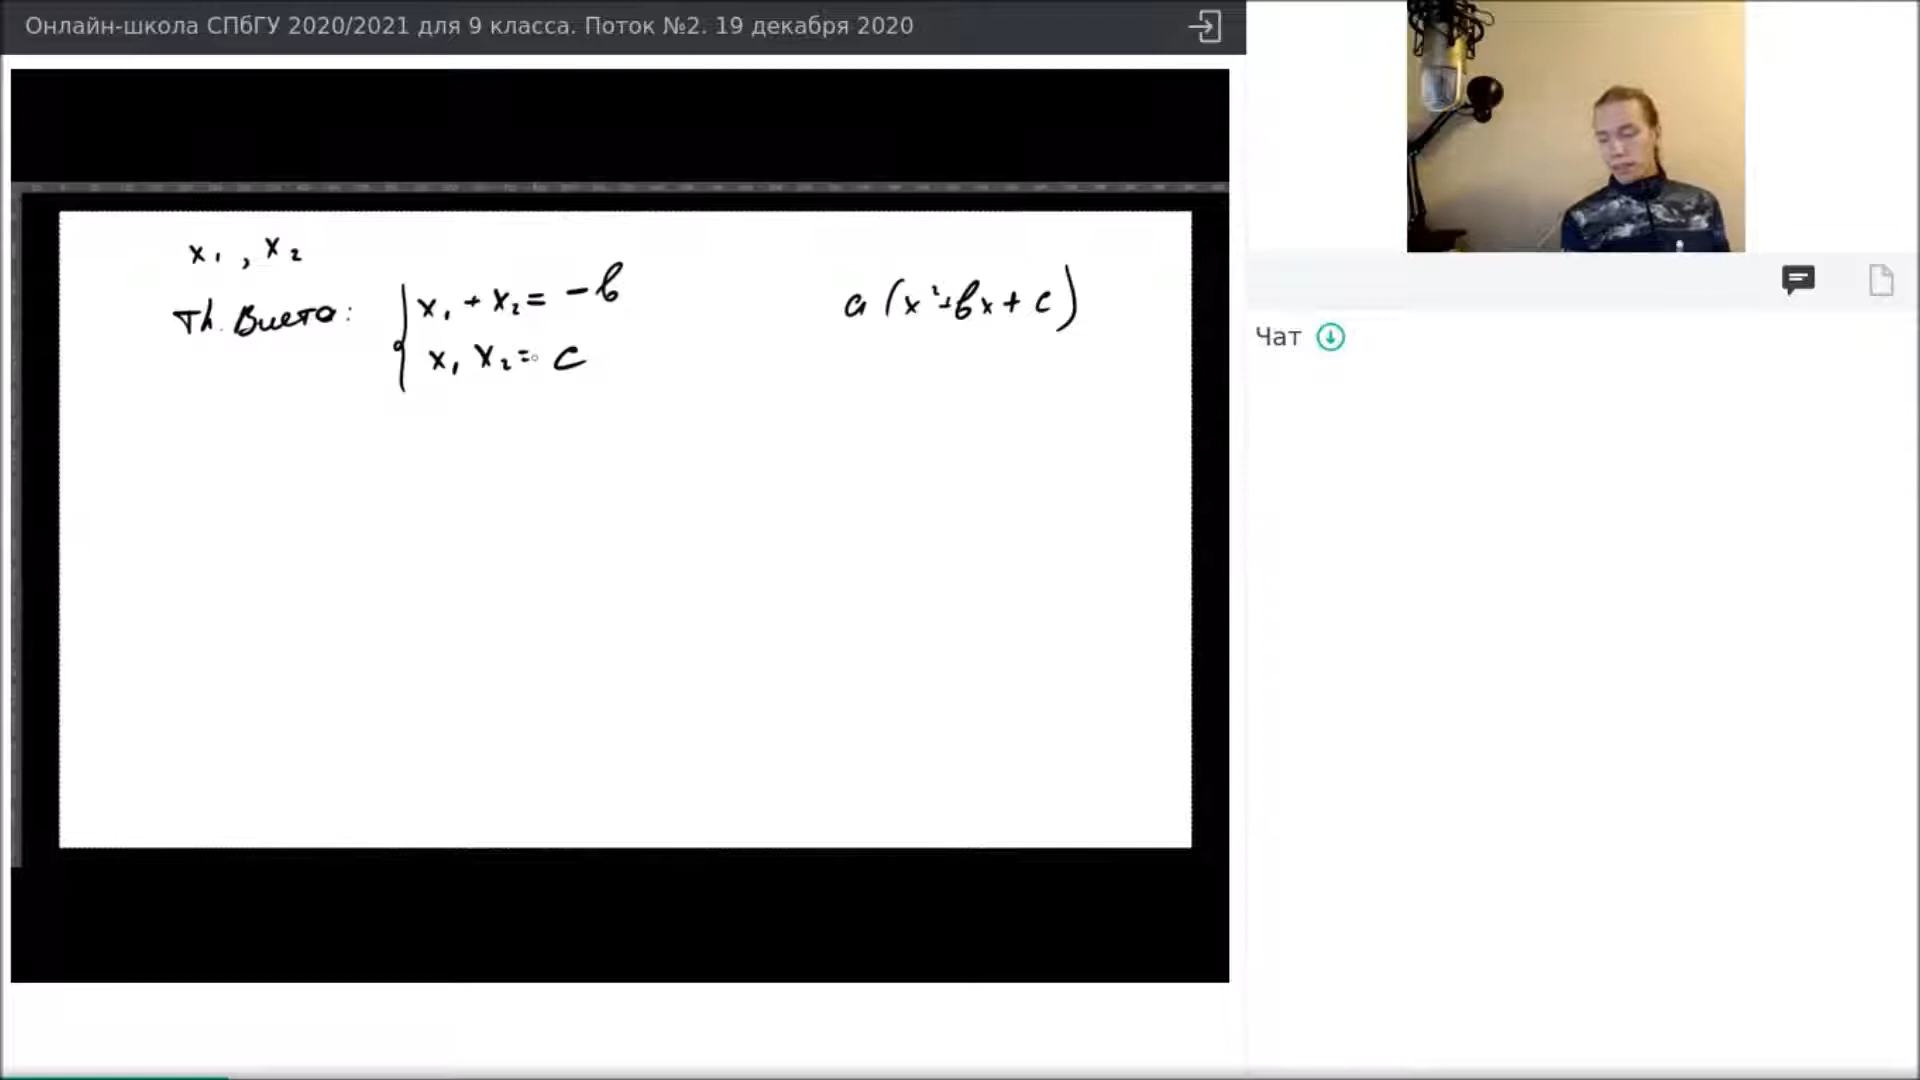 Онлайн-школа СПбГУ 2020/2021 для 9 класса. Поток №2. 19 декабря 2020
x₁, x₂
Th. Виета: { x₁ + x₂ = -b
x₁ x₂ = c
a(x²+bx+c)
Чат